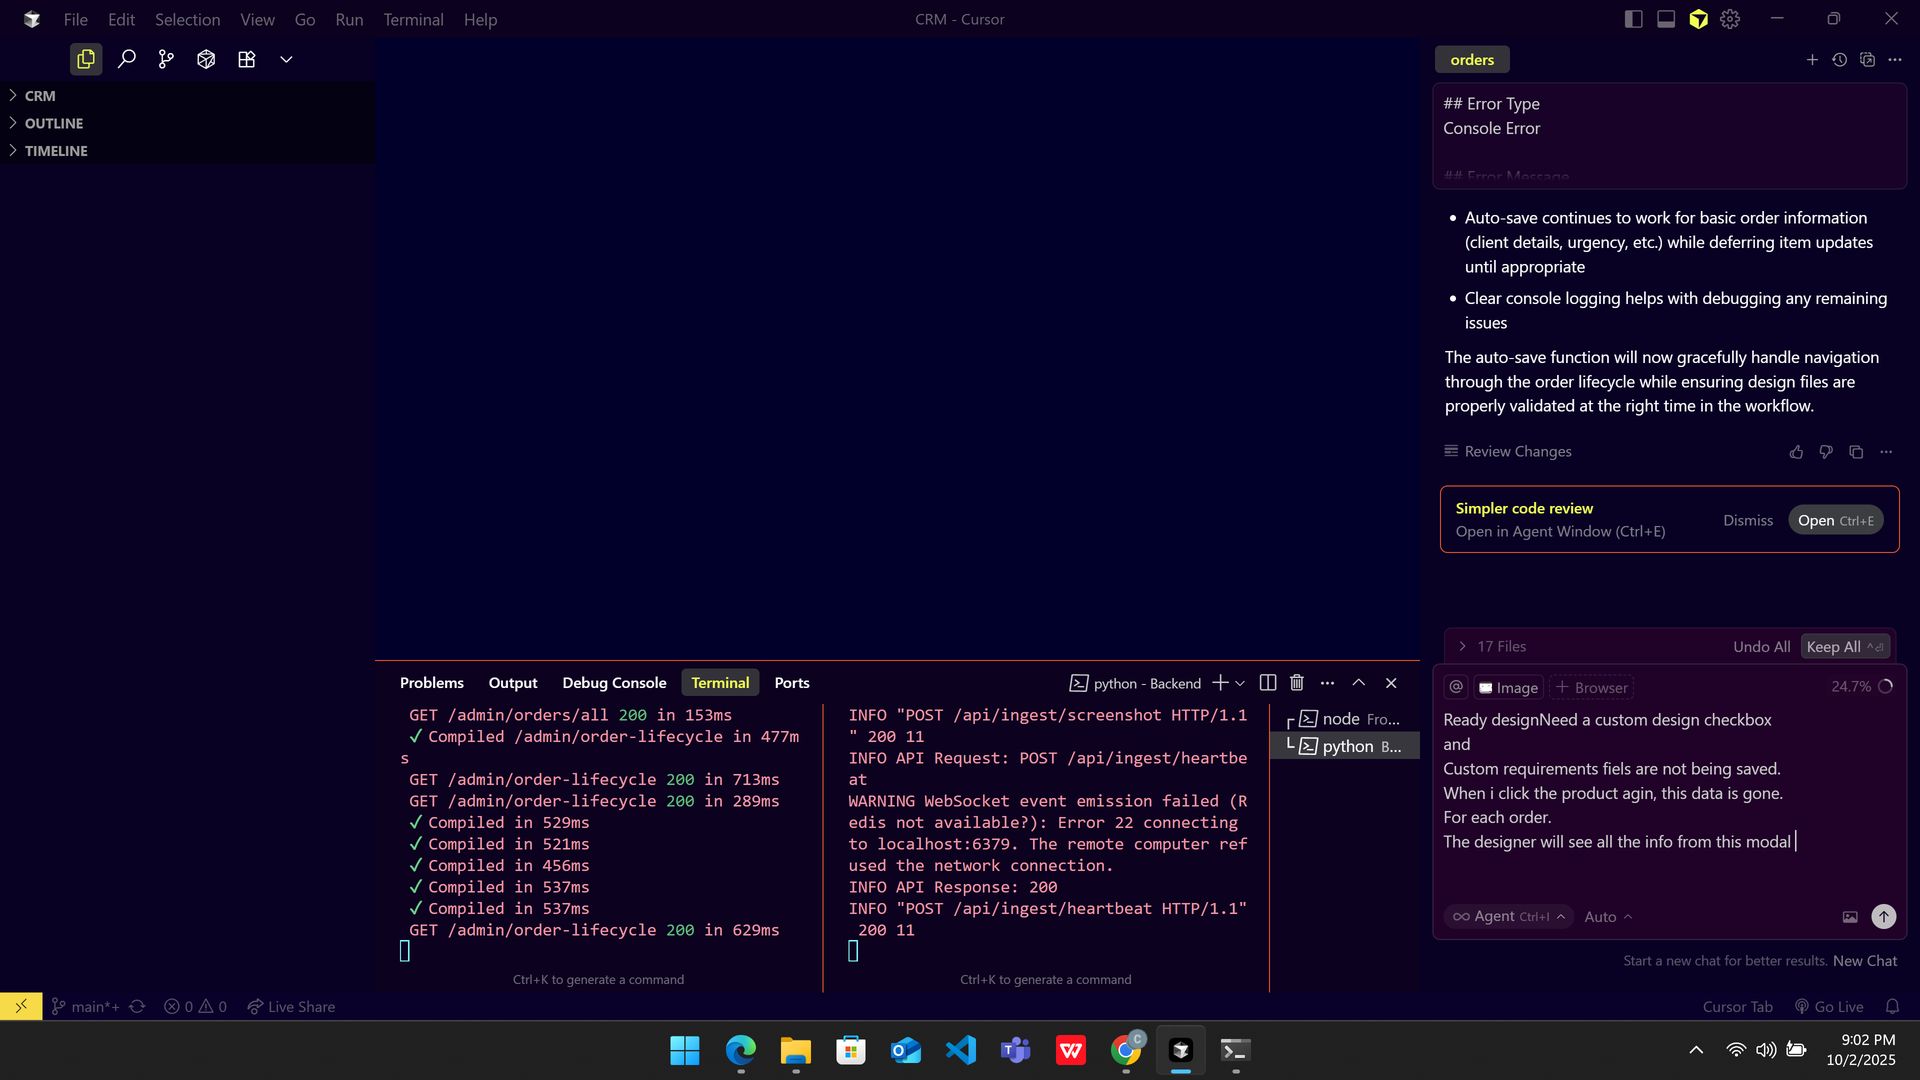 File Edit Selection View Go Run Terminal Help
CRM - Cursor
CRM
OUTLINE
TIMELINE
orders
## Error Type
Console Error
## Error Message
Auto-save continues to work for basic order information
(client details, urgency, etc.) while deferring item updates
until appropriate
Clear console logging helps with debugging any remaining
issues
The auto-save function will now gracefully handle navigation
through the order lifecycle while ensuring design files are
properly validated at the right time in the workflow.
Review Changes
Simpler code review
Open in Agent Window (Ctrl+E)
Dismiss
Open Ctrl+E
17 Files
Undo All
Keep All
@ Image + Browser
24.7%
Ready designNeed a custom design checkbox
and
Custom requirements fiels are not being saved.
When i click the product agin, this data is gone.
For each order.
The designer will see all the info from this modal
Agent Ctrl+I
Auto
Start a new chat for better results. New Chat
Problems Output Debug Console Terminal Ports
python - Backend
GET /admin/orders/all 200 in 153ms
✓ Compiled /admin/order-lifecycle in 477m
s
GET /admin/order-lifecycle 200 in 713ms
GET /admin/order-lifecycle 200 in 289ms
✓ Compiled in 529ms
✓ Compiled in 521ms
✓ Compiled in 456ms
✓ Compiled in 537ms
✓ Compiled in 537ms
GET /admin/order-lifecycle 200 in 629ms
Ctrl+K to generate a command
INFO "POST /api/ingest/screenshot HTTP/1.1
" 200 11
INFO API Request: POST /api/ingest/heartbe
at
WARNING WebSocket event emission failed (R
edis not available?): Error 22 connecting
to localhost:6379. The remote computer ref
used the network connection.
INFO API Response: 200
INFO "POST /api/ingest/heartbeat HTTP/1.1"
200 11
Ctrl+K to generate a command
node Fro...
python B...
main*+
0 0
Live Share
Cursor Tab
Go Live
9:02 PM
10/2/2025